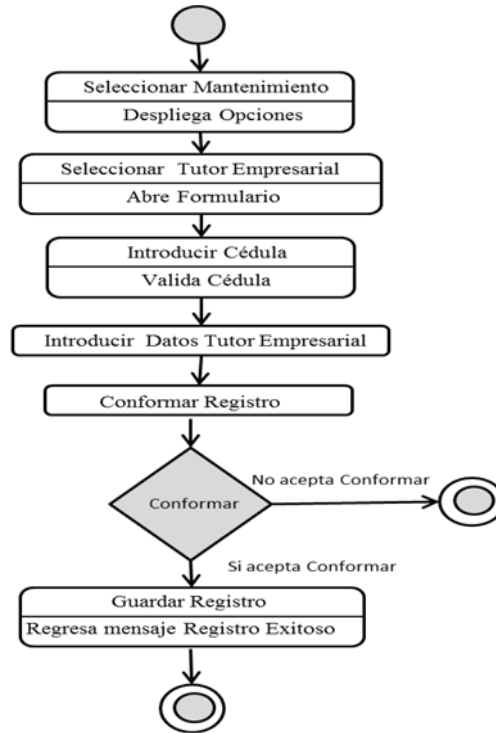 Seleccionar Mantenimiento
Despliega Opciones
Seleccionar Tutor Empresarial
Abre Formulario
Introducir Cédula
Valida Cédula
Introducir Datos Tutor Empresarial
Conformar Registro
Conformar
No acepta Conformar
Si acepta Conformar
Guardar Registro
Regresa mensaje Registro Exitoso